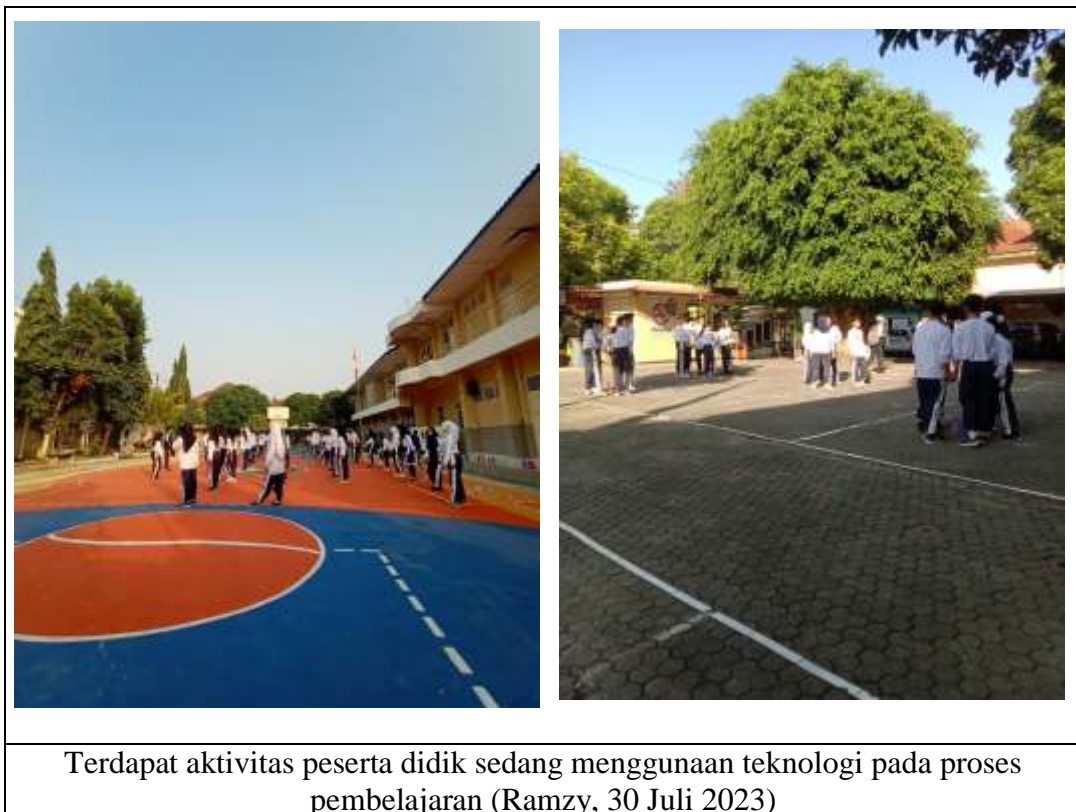 Terdapat aktivitas peserta didik sedang menggunaan teknologi pada proses
pembelajaran (Ramzy, 30 Juli 2023)